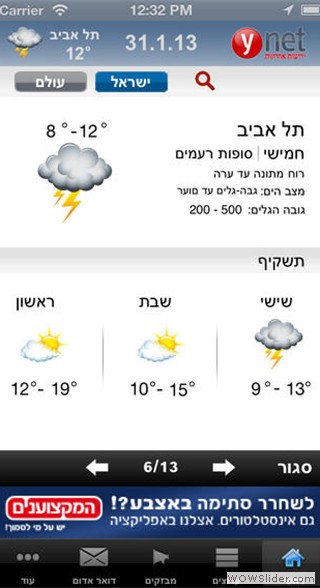 Carrier 12:32 PM
תל אביב
12°
31.1.13
ynet
ישראל
עולם
תל אביב
8°-12°
חמישי | סופות רעמים
רוח מתונה עד ערה
מצב הים: גבה-גלים עד סוער
גובה הגלים: 500 - 200
תשקיף
שישי שבת ראשון
9°- 13° 10°- 15° 12°- 19°
סגור
6/13
לשחרר סתימה באצבע?!
גם אינסטלטורים. אצלנו באפליקציה
המקצוענים
יש על מי לסמוך!
מבזקים
דואר אדום
עוד
WOWSlider.com